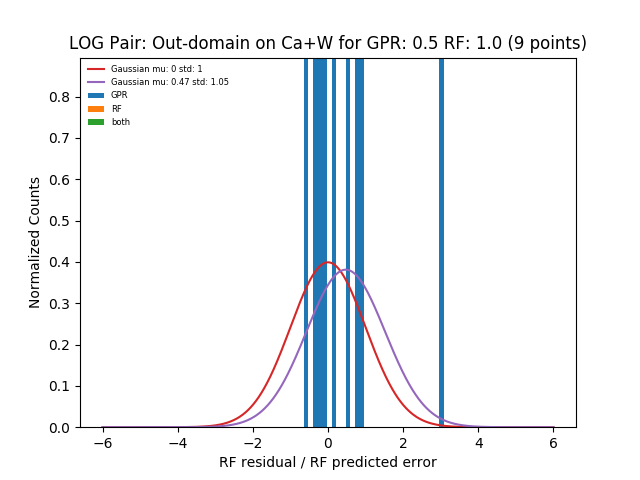 LOG Pair: Out-domain on Ca+W for GPR: 0.5 RF: 1.0 (9 points)
Gaussian mu: 0 std: 1
Gaussian mu: 0.47 std: 1.05
GPR
RF
both
0.8
0.7
0.6
0.5
0.4
0.3
0.2
0.1
0.0
Normalized Counts
−6 −4 −2 0 2 4 6
RF residual / RF predicted error